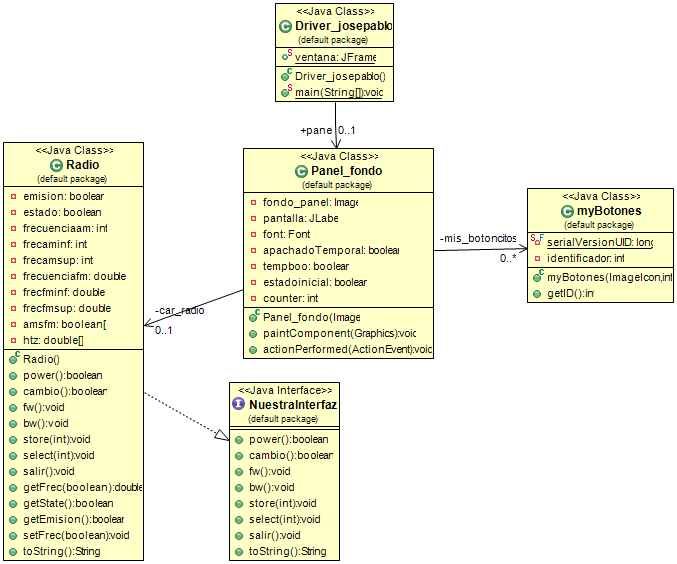 <<Java Class>>
Driver_josepablo
(default package)
ventana: JFrame
Driver_josepablo()
main(String[]):void
+pane
0..1
<<Java Class>>
Radio
(default package)
emision: boolean
estado: boolean
frecuenciaam: int
frecaminf: int
frecamsup: int
frecuenciafm: double
frecfminf: double
frecfmsup: double
amsfm: boolean[
htz: double[]
Radio()
power():boolean
cambio():boolean
fw():void
bw():void
store(int):void
select(int):void
salir():void
getFrec(boolean):double
getState():boolean
getEmision():boolean
setFrec(boolean):void
toString():String
<<Java Class>>
Panel_fondo
(default package)
fondo_panel: Image
pantalla: JLabe
font: Font
apachadoTemporal: boolean
tempboo: boolean
estadoinicial: boolean
counter: int
Panel_fondo(Image
paintComponent(Graphics):void
actionPerformed(ActionEvent):void
-mis_botoncitos
0..*
-car_radio
0..1
<<Java Class>>
myBotones
(default package)
serialVersionUID: long
identificador: int
myBotones(ImageIcon,int
getID():int
<<Java Interface>>
NuestraInterfaz
(default package)
power():boolean
cambio():boolean
fw():void
bw():void
store(int):void
select(int):void
salir():void
toString():String